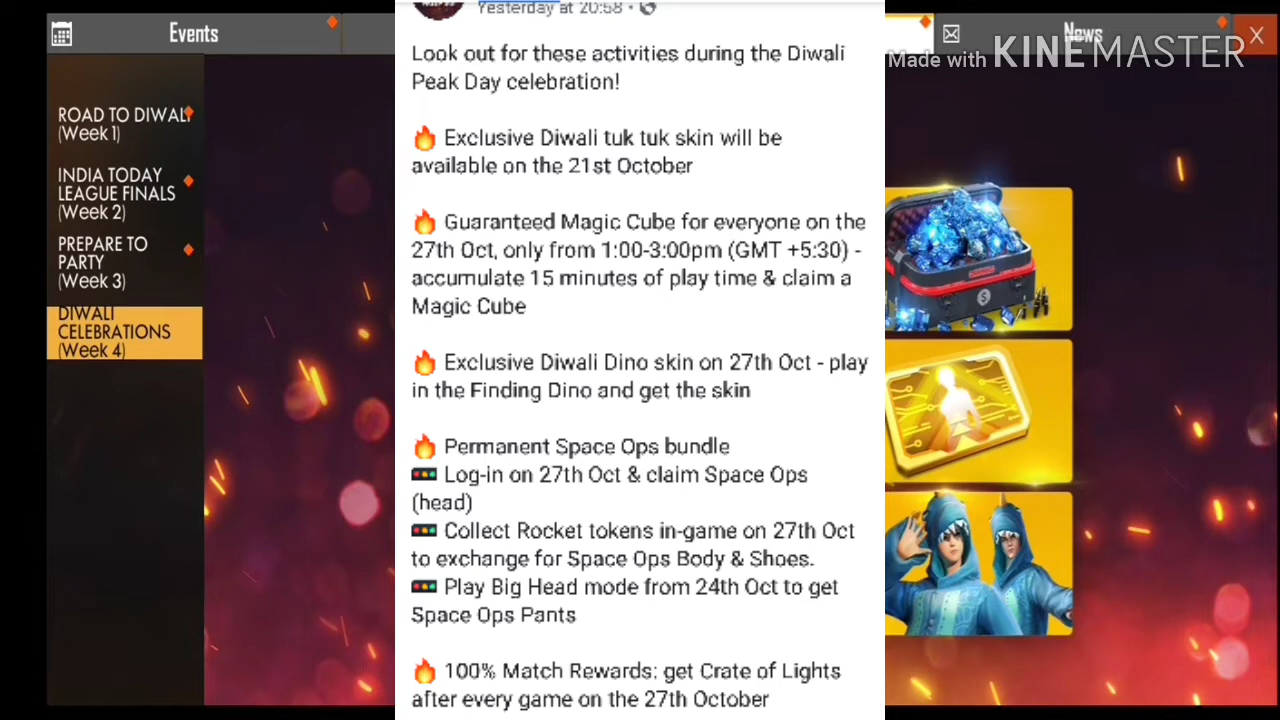 Events
News
Made with KINEMASTER
ROAD TO DIWALI
(Week 1)
INDIA TODAY
LEAGUE FINALS
(Week 2)
PREPARE TO
PARTY
(Week 3)
DIWALI
CELEBRATIONS
(Week 4)
Yesterday at 20:58 •
Look out for these activities during the Diwali
Peak Day celebration!
🔥 Exclusive Diwali tuk tuk skin will be
available on the 21st October
🔥 Guaranteed Magic Cube for everyone on the
27th Oct, only from 1:00-3:00pm (GMT +5:30) -
accumulate 15 minutes of play time & claim a
Magic Cube
🔥 Exclusive Diwali Dino skin on 27th Oct - play
in the Finding Dino and get the skin
🔥 Permanent Space Ops bundle
🚥 Log-in on 27th Oct & claim Space Ops
(head)
🚥 Collect Rocket tokens in-game on 27th Oct
to exchange for Space Ops Body & Shoes.
🚥 Play Big Head mode from 24th Oct to get
Space Ops Pants
🔥 100% Match Rewards: get Crate of Lights
after every game on the 27th October